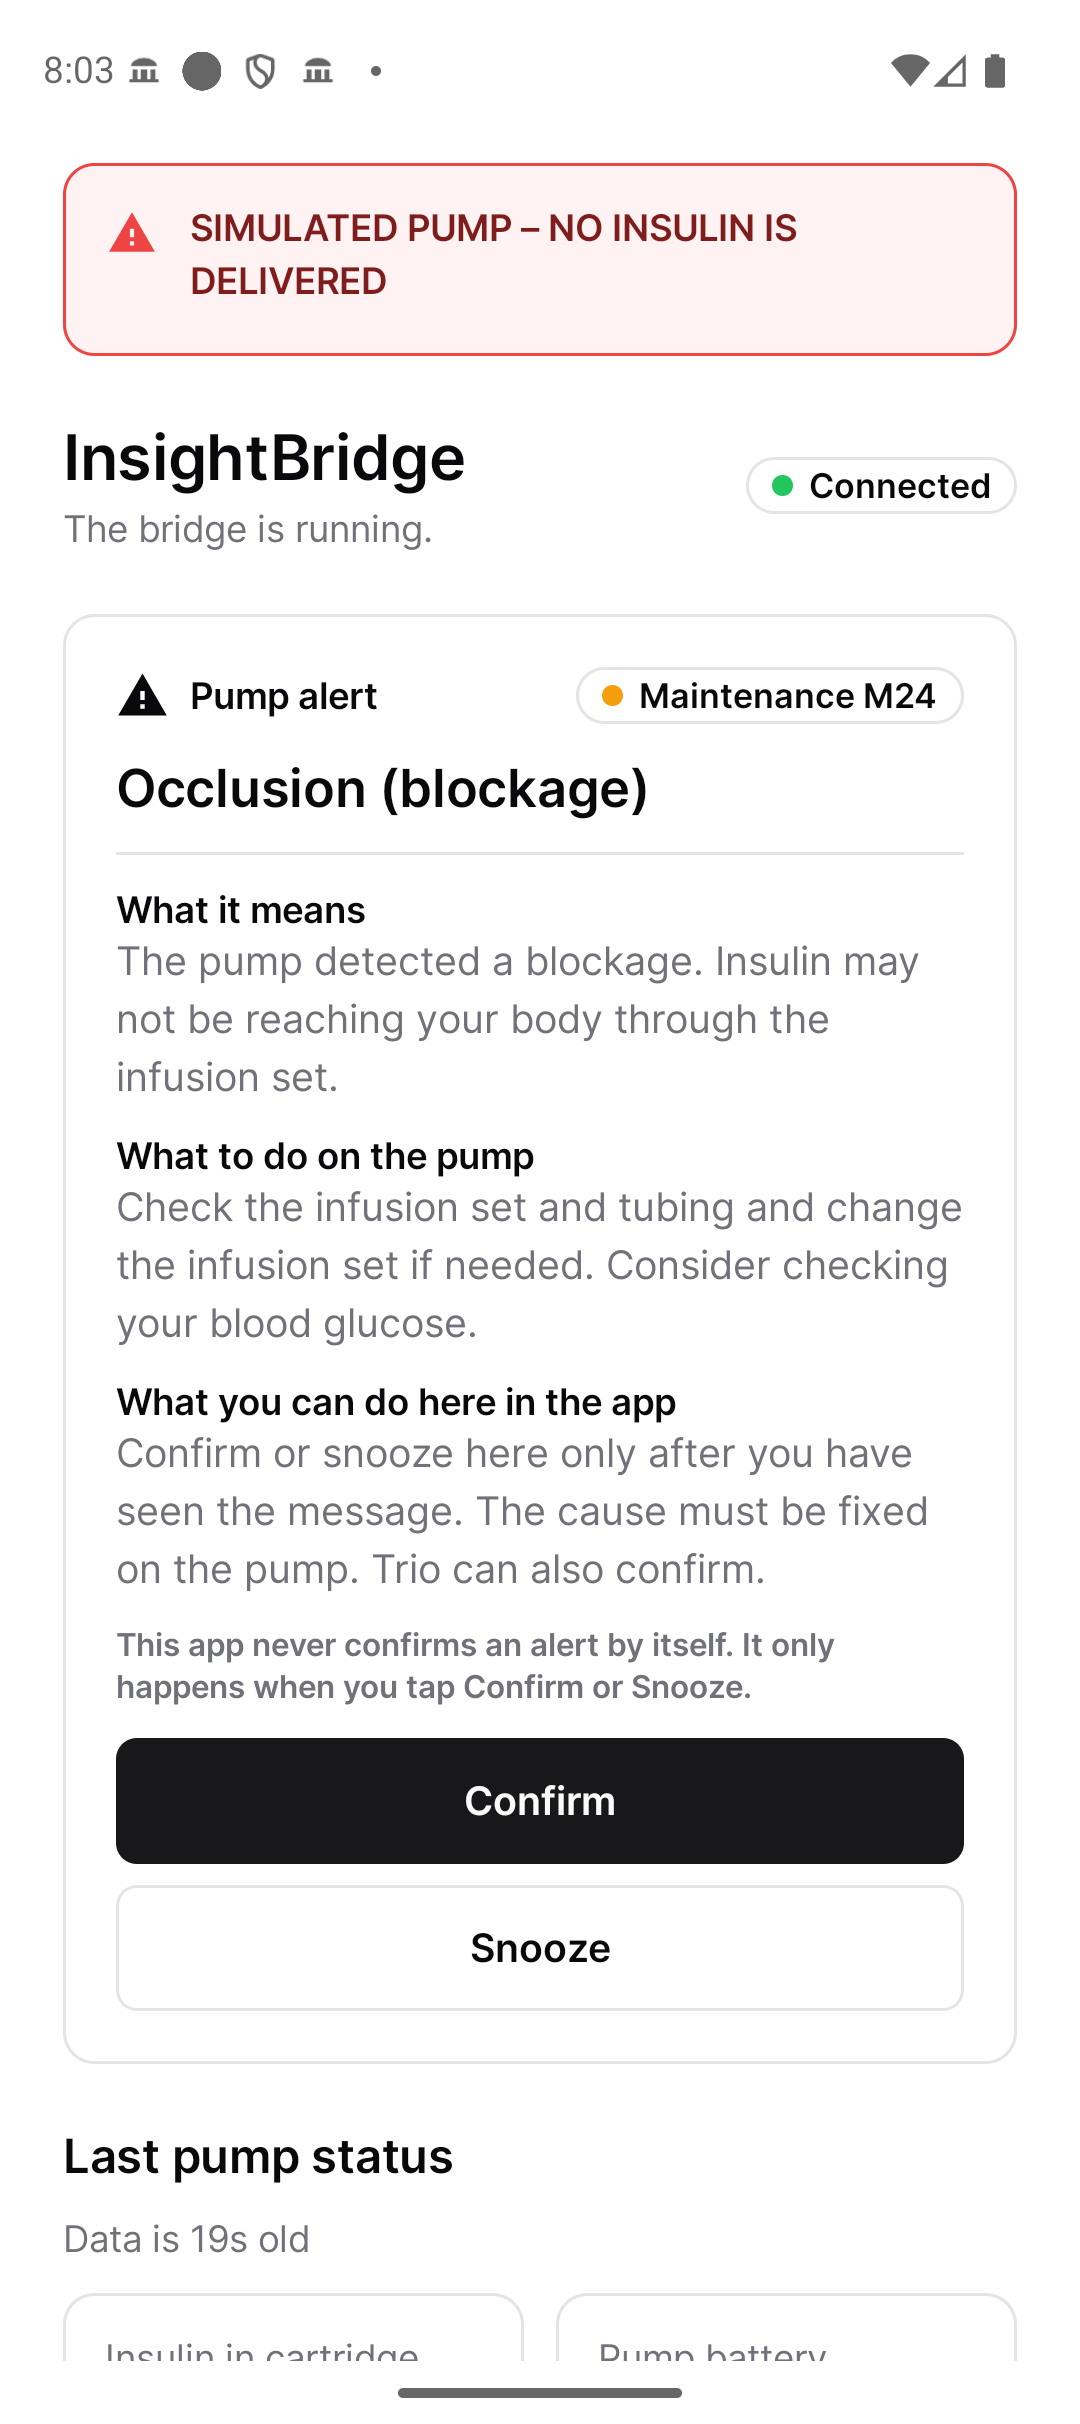 8:03
SIMULATED PUMP – NO INSULIN IS
DELIVERED
InsightBridge
The bridge is running.
Connected
Pump alert
Maintenance M24
Occlusion (blockage)
What it means
The pump detected a blockage. Insulin may
not be reaching your body through the
infusion set.
What to do on the pump
Check the infusion set and tubing and change
the infusion set if needed. Consider checking
your blood glucose.
What you can do here in the app
Confirm or snooze here only after you have
seen the message. The cause must be fixed
on the pump. Trio can also confirm.
This app never confirms an alert by itself. It only
happens when you tap Confirm or Snooze.
Confirm
Snooze
Last pump status
Data is 19s old
Insulin in cartridge
Pump battery